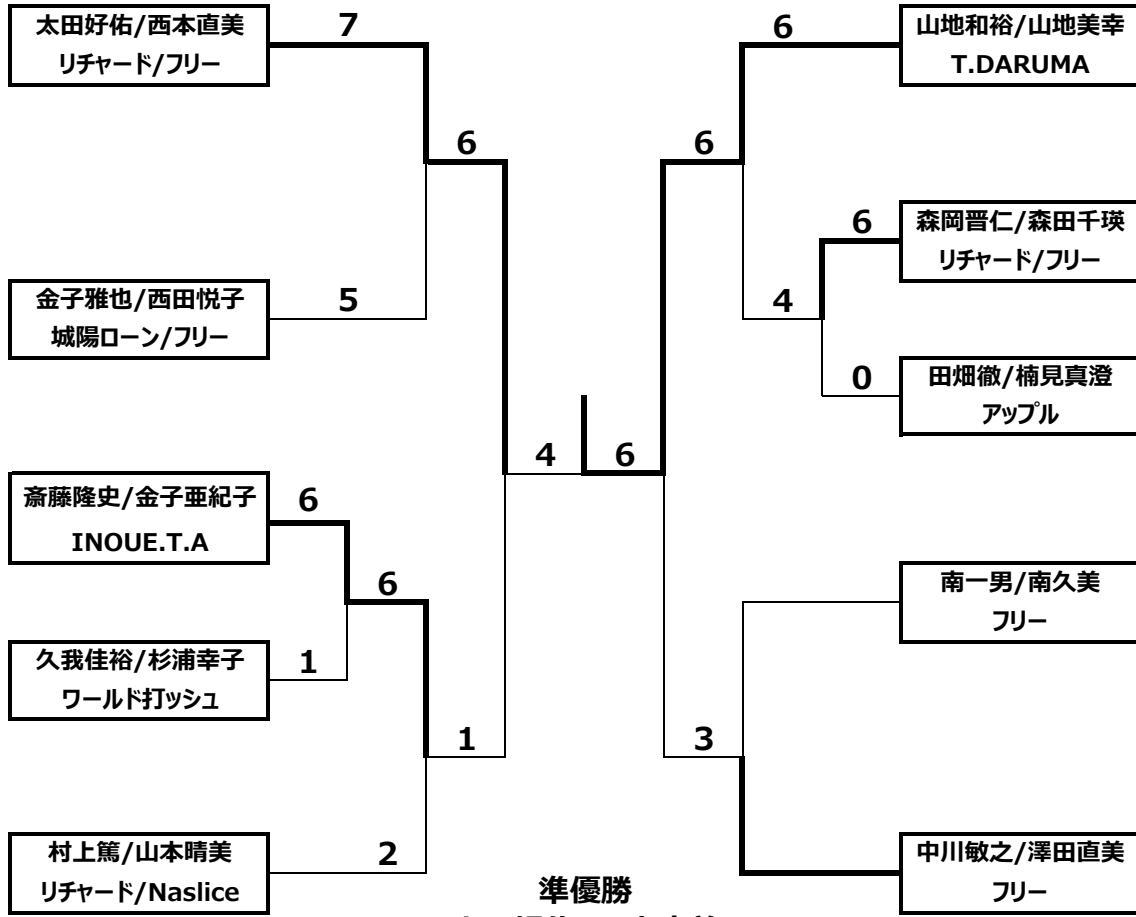 太田好佑/西本直美
リチャード/フリー
7
6
金子雅也/西田悦子
城陽ローン/フリー
5
斎藤隆史/金子亜紀子
INOUE.T.A
6
6
久我佳裕/杉浦幸子
ワールド打ッシュ
1
1
村上篤/山本晴美
リチャード/Naslice
2
4
6
6
山地和裕/山地美幸
T.DARUMA
6
6
森岡晋仁/森田千瑛
リチャード/フリー
4
0
田畑徹/楠見真澄
アップル
南一男/南久美
フリー
3
中川敏之/澤田直美
フリー
準優勝